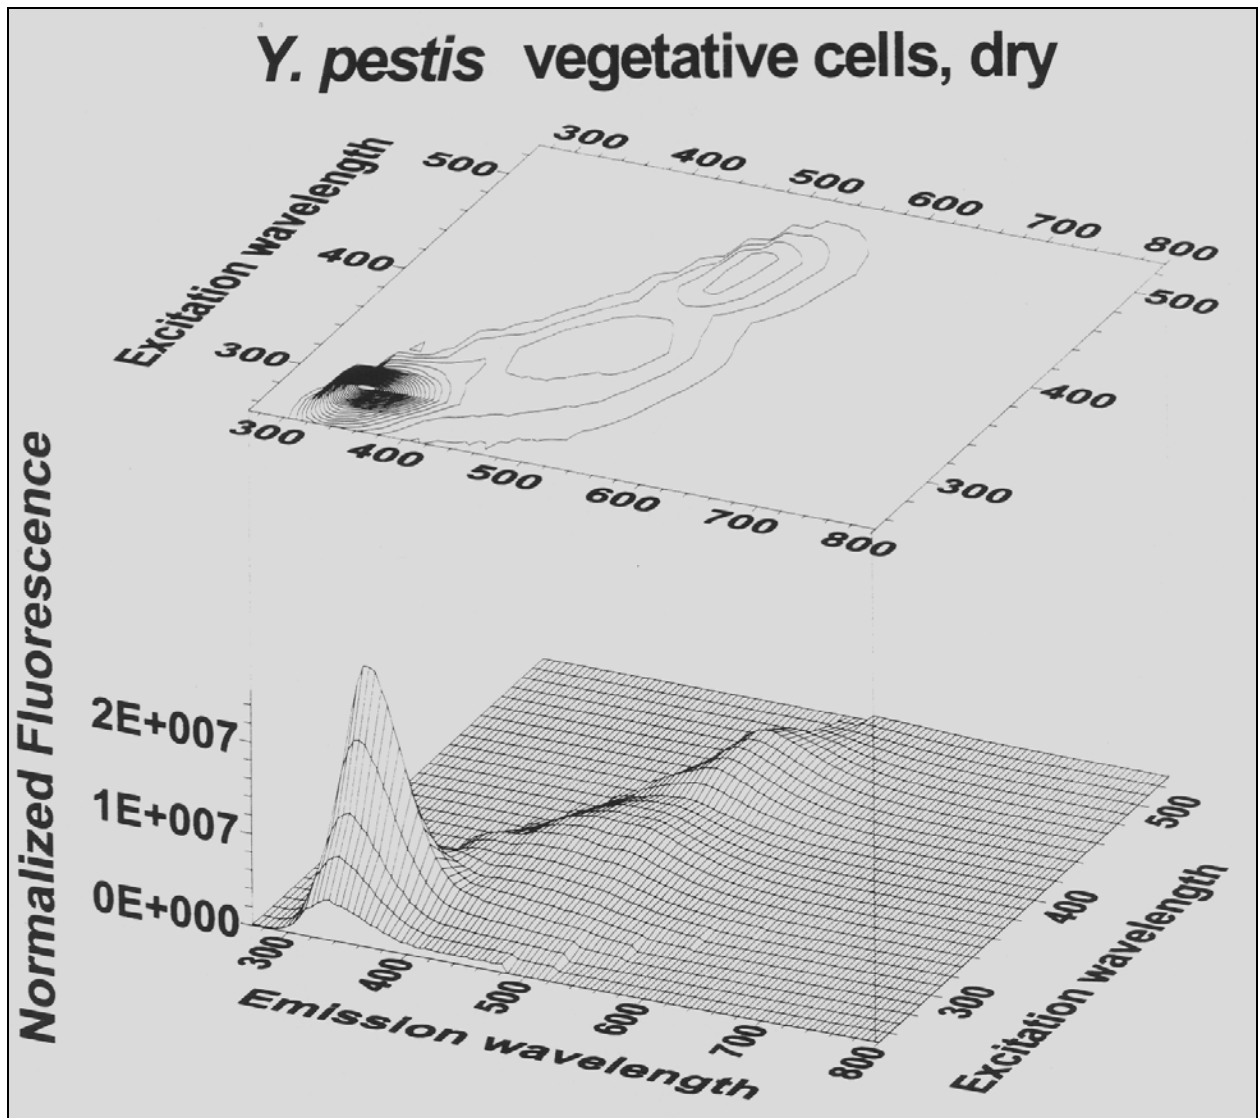 Y. pestis vegetative cells, dry
300 400 500 600 700 800
Excitation wavelength
500
400
300
500
400
300
300 400 500 600 700 800
Normalized Fluorescence
2E+007
1E+007
0E+000
300 400 500 600 700 800
Emission wavelength
500
400
300
Excitation wavelength